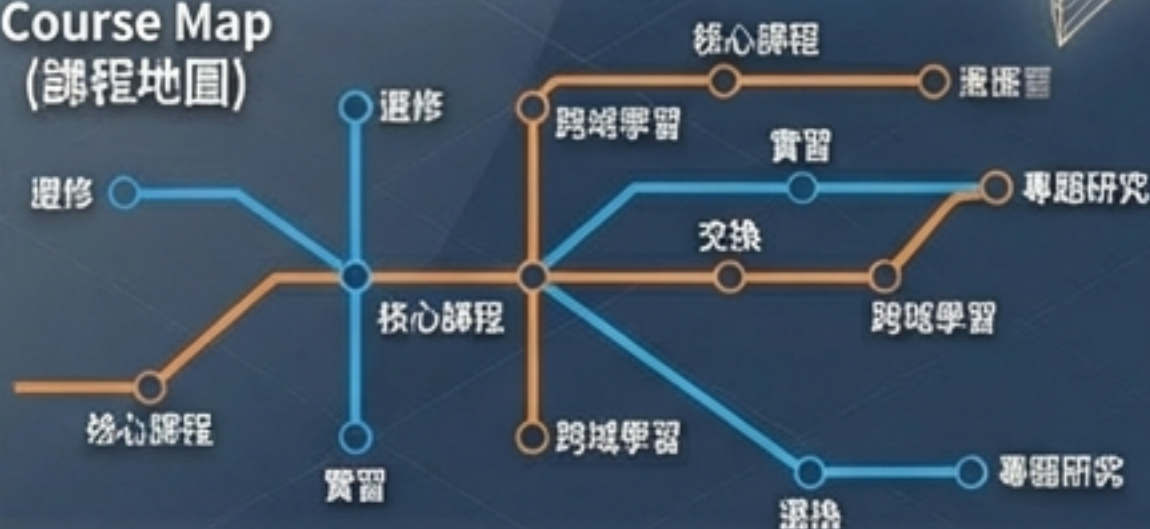 Course Map
(課程地圖)
核心課程
選修
跨域學習
實習
選修
專題研究
交換
核心課程
跨域學習
核心課程
跨域學習
實習
專題研究